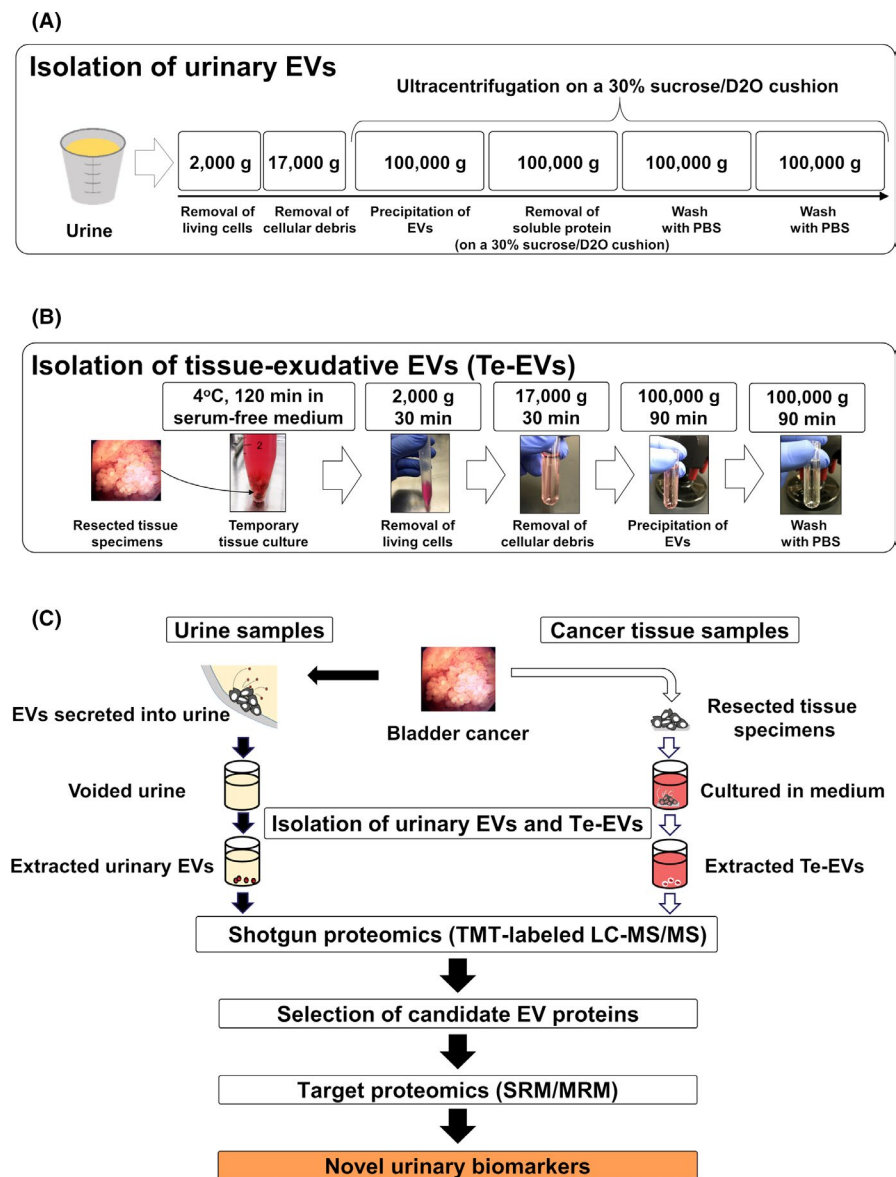 (A)
Isolation of urinary EVs
Ultracentrifugation on a 30% sucrose/D2O cushion
2,000 g
17,000 g
100,000 g
100,000 g
100,000 g
100,000 g
Urine
Removal of
living cells
Removal of
cellular debris
Precipitation of
EVs
Removal of
soluble protein
(on a 30% sucrose/D2O cushion)
Wash
with PBS
Wash
with PBS
(B)
Isolation of tissue-exudative EVs (Te-EVs)
4°C, 120 min in
serum-free medium
2,000 g
30 min
17,000 g
30 min
100,000 g
90 min
100,000 g
90 min
2
Resected tissue
specimens
Temporary
tissue culture
Removal of
living cells
Removal of
cellular debris
Precipitation of
EVs
Wash
with PBS
(C)
Urine samples
Cancer tissue samples
EVs secreted into urine
Bladder cancer
Resected tissue
specimens
Voided urine
Cultured in medium
Isolation of urinary EVs and Te-EVs
Extracted urinary EVs
Extracted Te-EVs
Shotgun proteomics (TMT-labeled LC-MS/MS)
Selection of candidate EV proteins
Target proteomics (SRM/MRM)
Novel urinary biomarkers